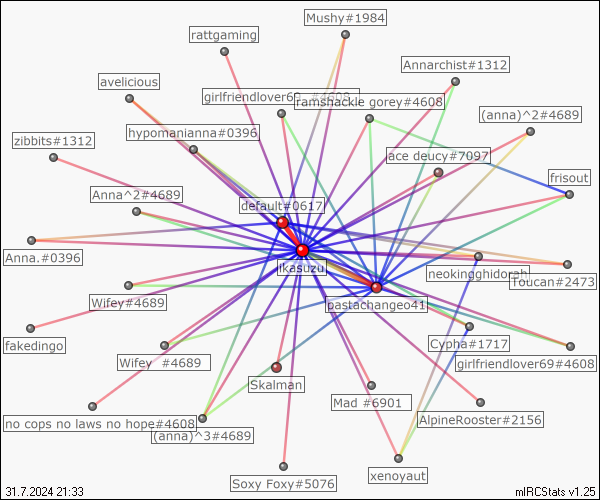 Mushy#1984
rattgaming
Annarchist#1312
avelicious
girlfriendlover69 #4608
ramshackle gorey#4608
(anna)^2#4689
hypomanianna#0396
zibbits#1312
ace deucy#7097
frisout
Anna^2#4689
default#0617
Anna.#0396
ikasuzu
neokingghidorah
Toucan#2473
Wifey#4689
pastachangeo41
fakedingo
Cypha#1717
Wifey #4689
girlfriendlover69#4608
Skalman
Mad #6901
no cops no laws no hope#4608
AlpineRooster#2156
(anna)^3#4689
xenoyaut
Soxy Foxy#5076
31.7.2024 21:33
mIRCStats v1.25